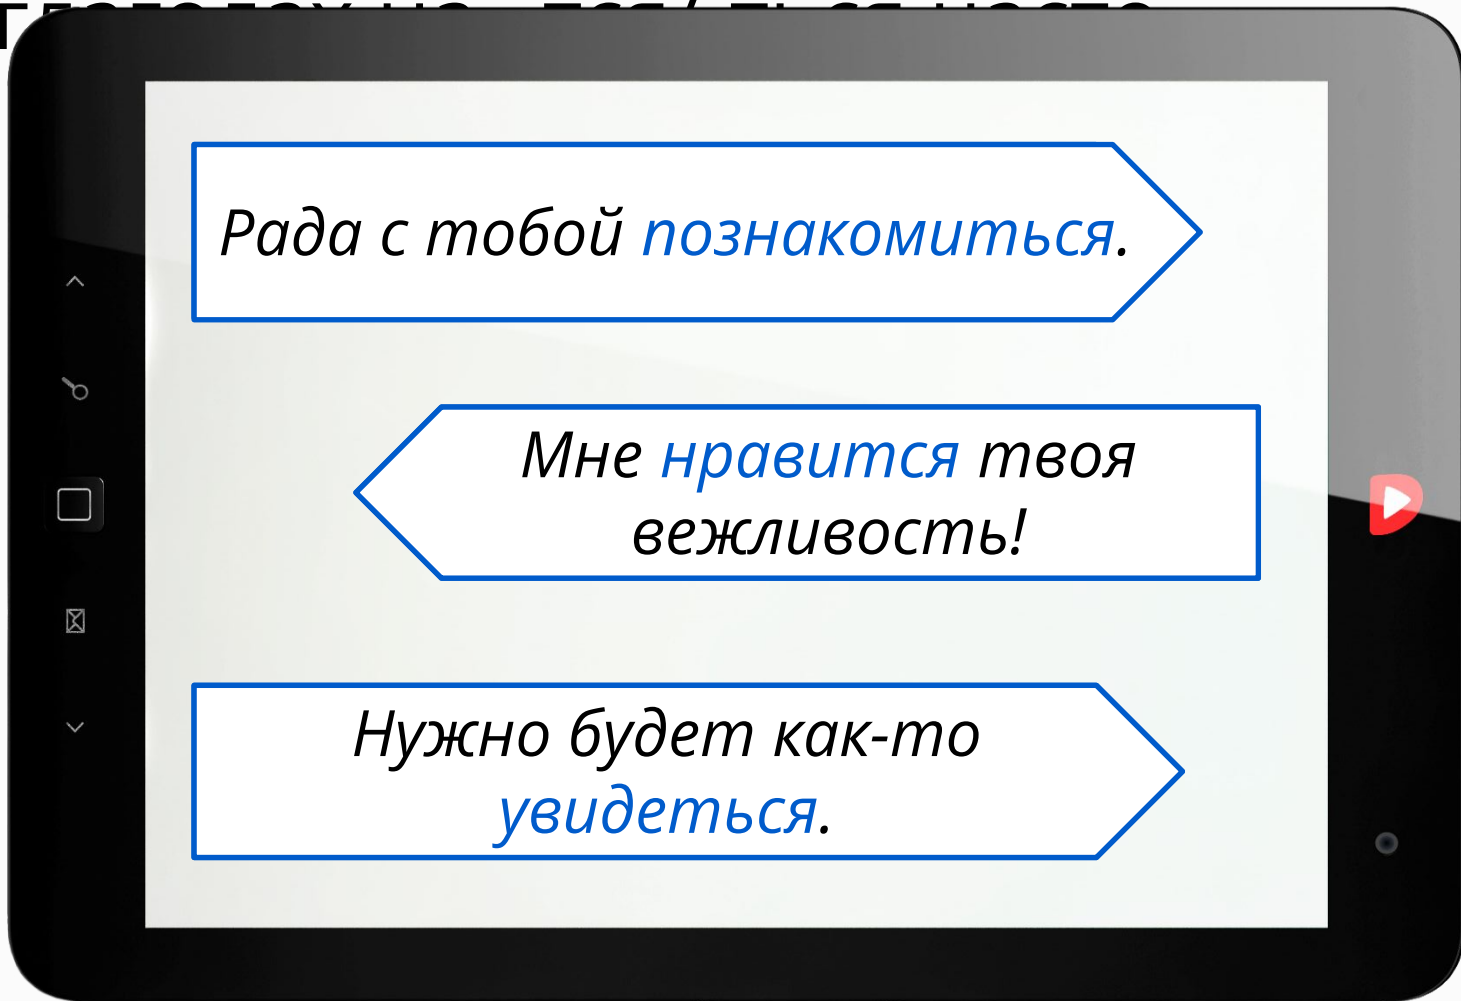 Рада с тобой познакомиться.
Мне нравится твоя
вежливость!
Нужно будет как-то
увидеться.